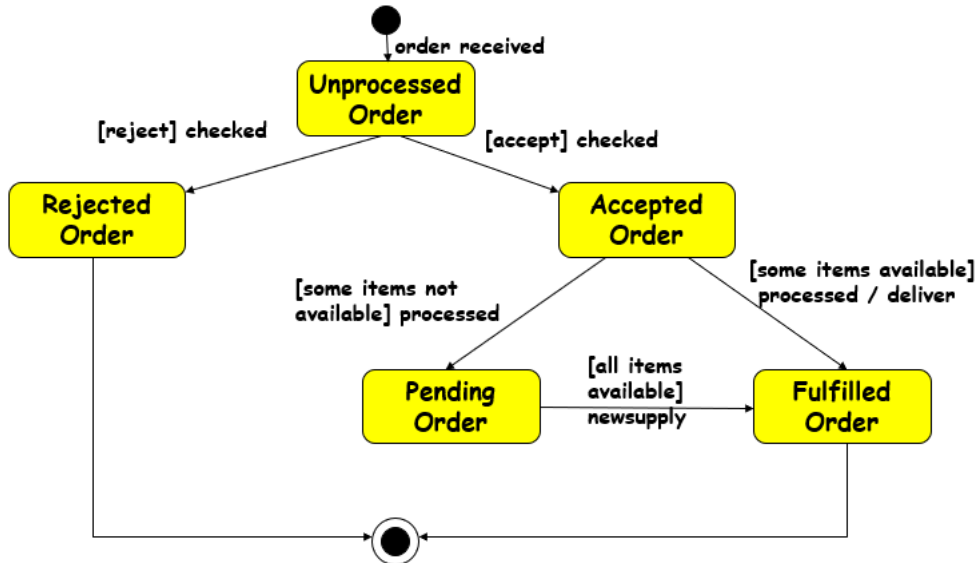 order received
Unprocessed
Order
[reject] checked
[accept] checked
Rejected
Order
Accepted
Order
[some items not
available] processed
[some items available]
processed / deliver
Pending
Order
[all items
available]
newsupply
Fulfilled
Order